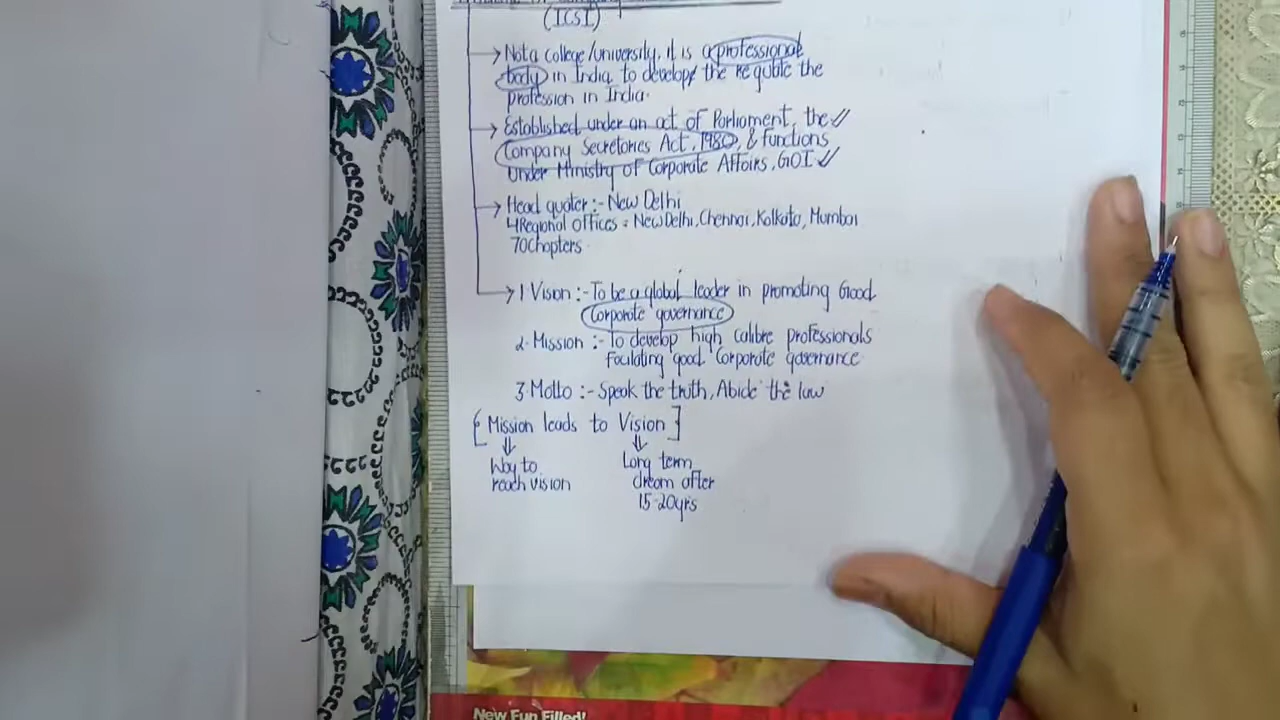 (ICSI)
Not a college/university, it is a professional
body in India to develop the requlate the
profession in India.
Established under an act of Parliament, the
Company Secretaries Act, 1980, & Functions
Under Ministry of Corporate Affairs, GOI
Head quater :- New Delhi
4 Regional Offices : New Delhi, Chennai, Kolkata, Mumbai
70 Chapters
1 Vision :- To be a global leader in promoting Good
Corporate governance
2. Mission :- To develop high calibre professionals
Facilating good Corporate governance
3. Motto :- Speak the truth, Abide the law
[Mission leads to Vision]
Way to
reach vision
Long term
dream after
15-20yrs
New Fun Filled!